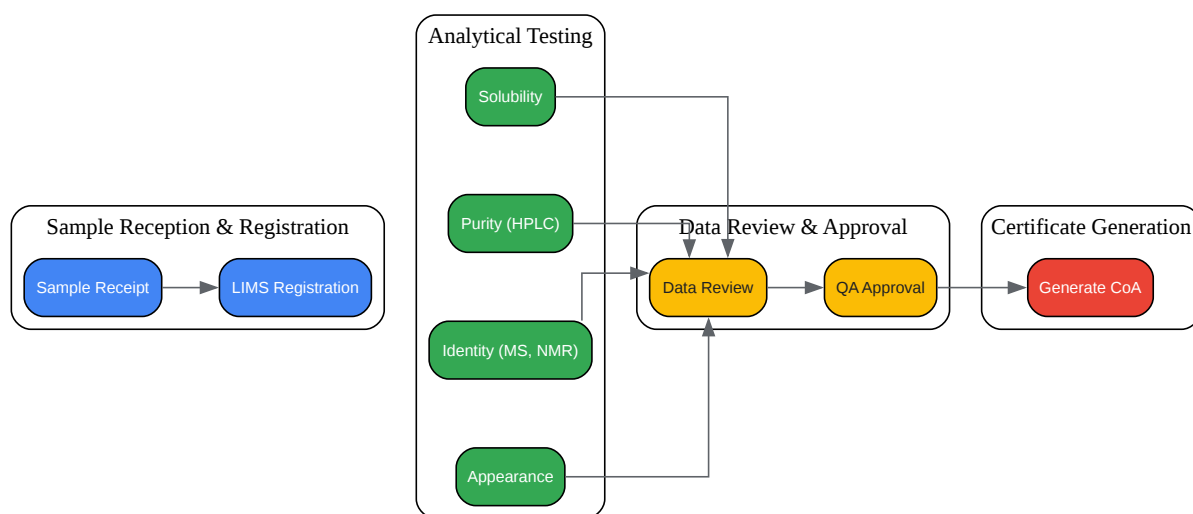 Sample Reception & Registration
Sample Receipt
LIMS Registration
Analytical Testing
Solubility
Purity (HPLC)
Identity (MS, NMR)
Appearance
Data Review & Approval
Data Review
QA Approval
Certificate Generation
Generate CoA